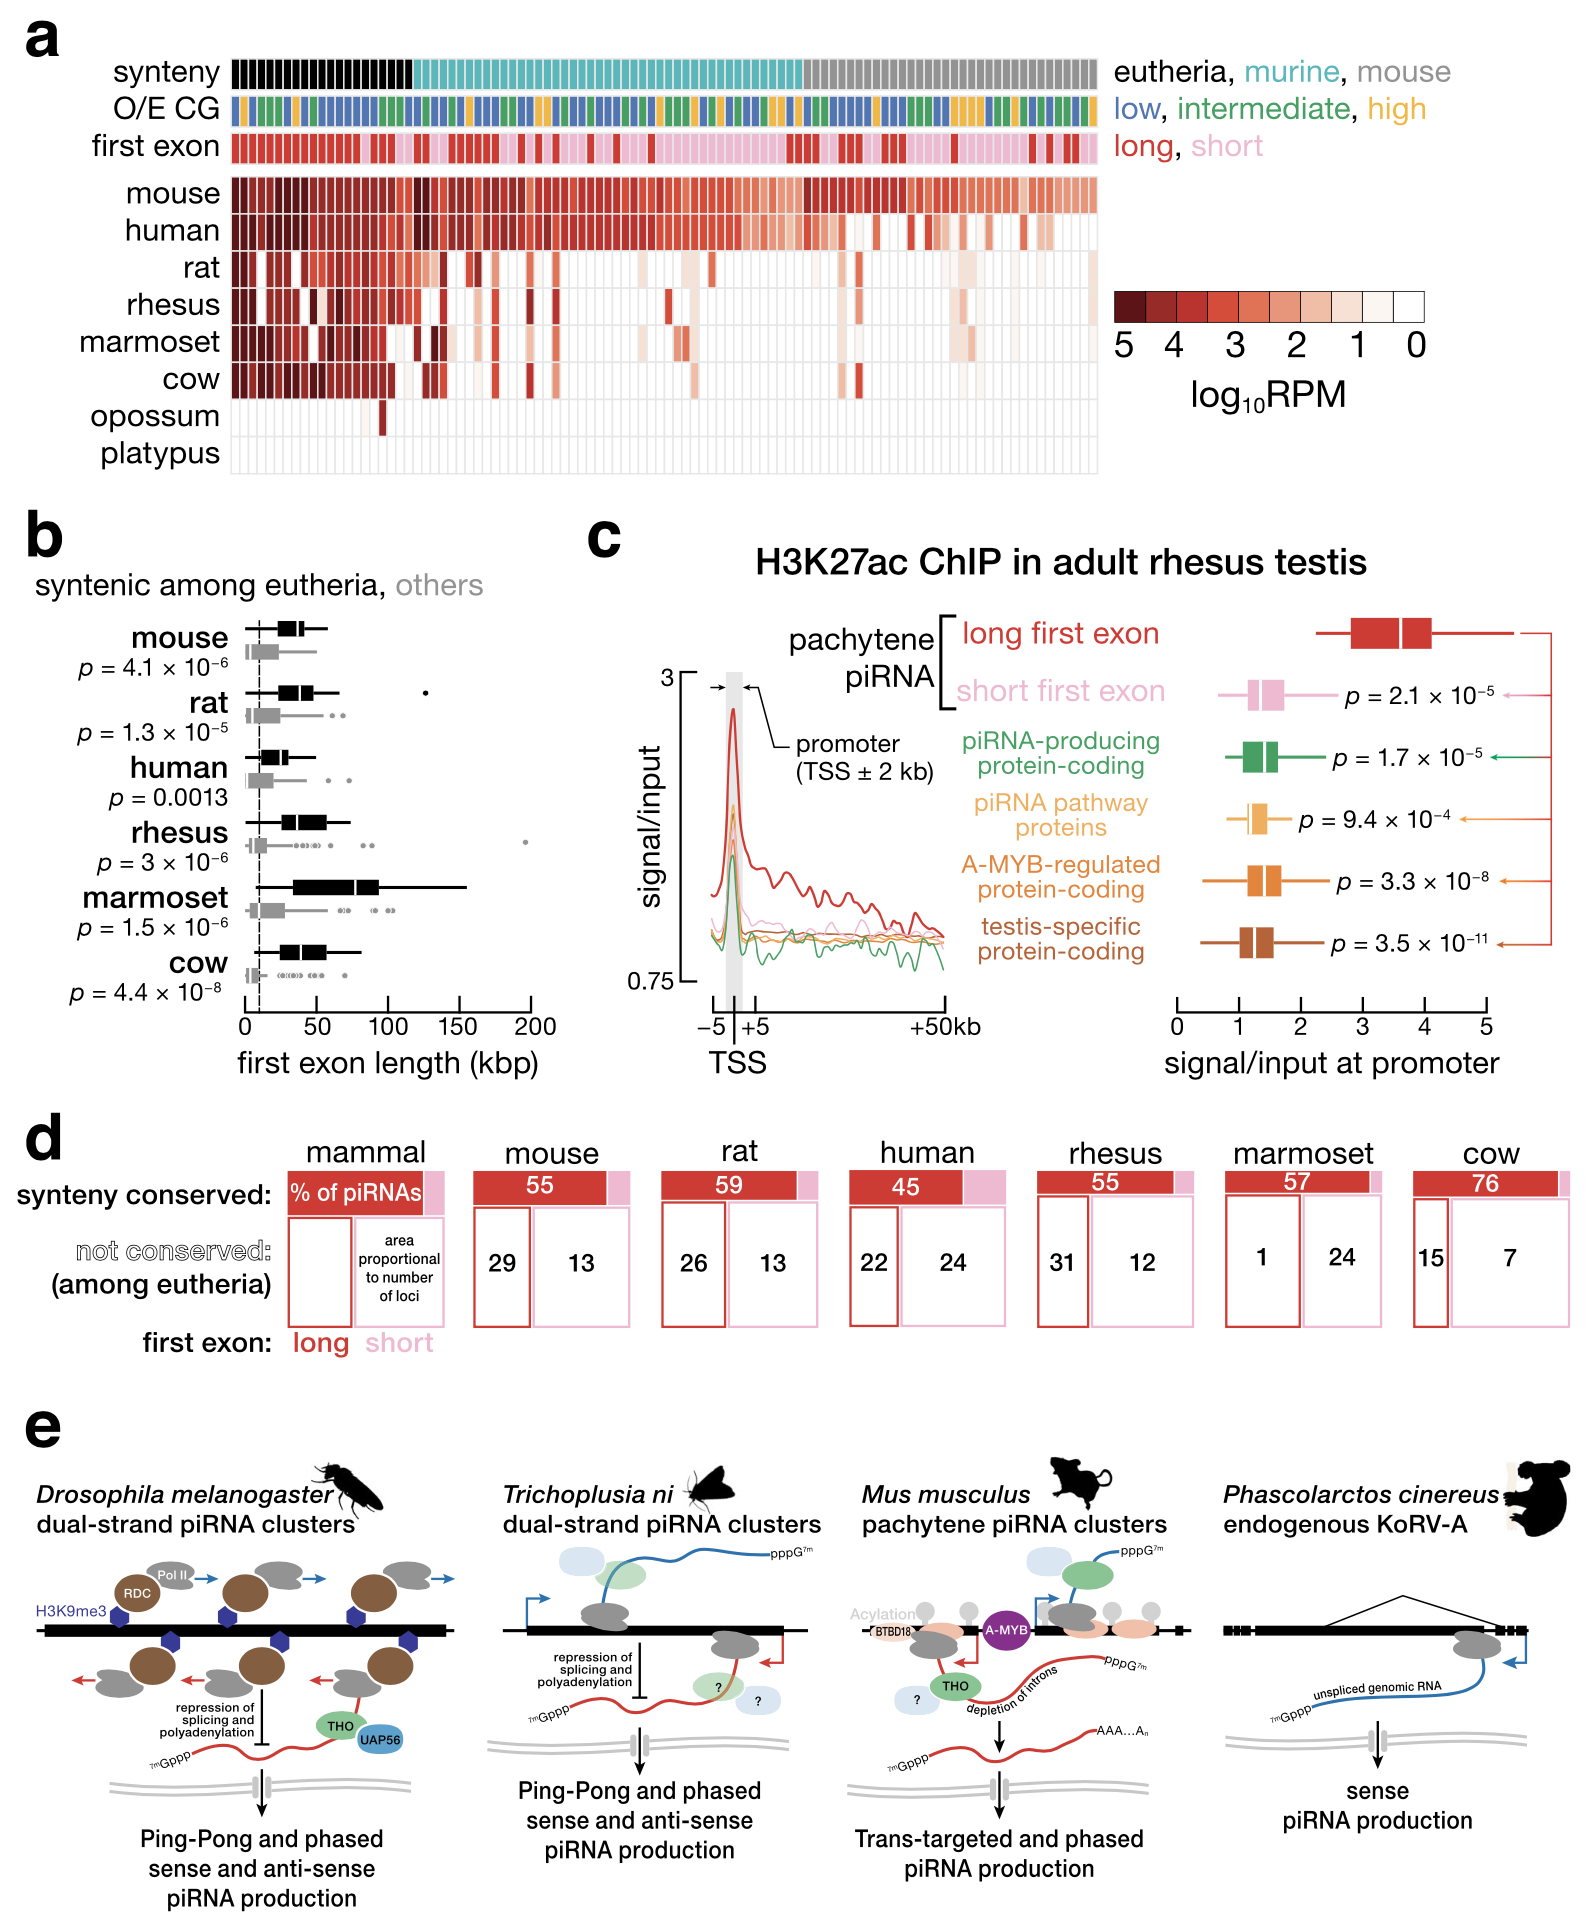 a
synteny
eutheria, murine, mouse
O/E CG
low, intermediate, high
first exon
long, short
mouse
human
rat
rhesus
marmoset
cow
opossum
platypus
5 4 3 2 1 0
log₁₀RPM
b
syntenic among eutheria, others
mouse
p = 4.1 × 10⁻⁶
rat
p = 1.3 × 10⁻⁵
human
p = 0.0013
rhesus
p = 3 × 10⁻⁶
marmoset
p = 1.5 × 10⁻⁶
cow
p = 4.4 × 10⁻⁸
0 50 100 150 200
first exon length (kbp)
c
H3K27ac ChIP in adult rhesus testis
3
signal/input
0.75
promoter
(TSS ± 2 kb)
−5 +5 +50kb
TSS
pachytene
piRNA
long first exon
short first exon
p = 2.1 × 10⁻⁵
piRNA-producing
protein-coding
p = 1.7 × 10⁻⁵
piRNA pathway
proteins
p = 9.4 × 10⁻⁴
A-MYB-regulated
protein-coding
p = 3.3 × 10⁻⁸
testis-specific
protein-coding
p = 3.5 × 10⁻¹¹
0 1 2 3 4 5
signal/input at promoter
d
mammal mouse rat human rhesus marmoset cow
synteny conserved: % of piRNAs 55 59 45 55 57 76
not conserved:
(among eutheria)
area
proportional
to number
of loci
29 13 26 13 22 24 31 12 1 24 15 7
first exon: long short
e
Drosophila melanogaster
dual-strand piRNA clusters
Pol II
RDC
H3K9me3
repression of
splicing and
polyadenylation
THO
UAP56
⁷ᵐGppp
Ping-Pong and phased
sense and anti-sense
piRNA production
Trichoplusia ni
dual-strand piRNA clusters
pppG⁷ᵐ
repression of
splicing and
polyadenylation
?
?
⁷ᵐGppp
Ping-Pong and phased
sense and anti-sense
piRNA production
Mus musculus
pachytene piRNA clusters
pppG⁷ᵐ
Acylation
BTBD18
A-MYB
pppG⁷ᵐ
?
THO
depletion of introns
AAA...Aₙ
⁷ᵐGppp
Trans-targeted and phased
piRNA production
Phascolarctos cinereus
endogenous KoRV-A
unspliced genomic RNA
⁷ᵐGppp
sense
piRNA production